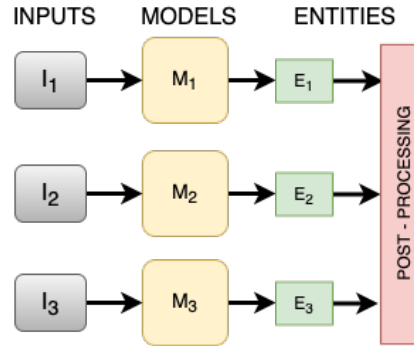 INPUTS MODELS ENTITIES
I1 M1 E1
I2 M2 E2
I3 M3 E3
POST - PROCESSING